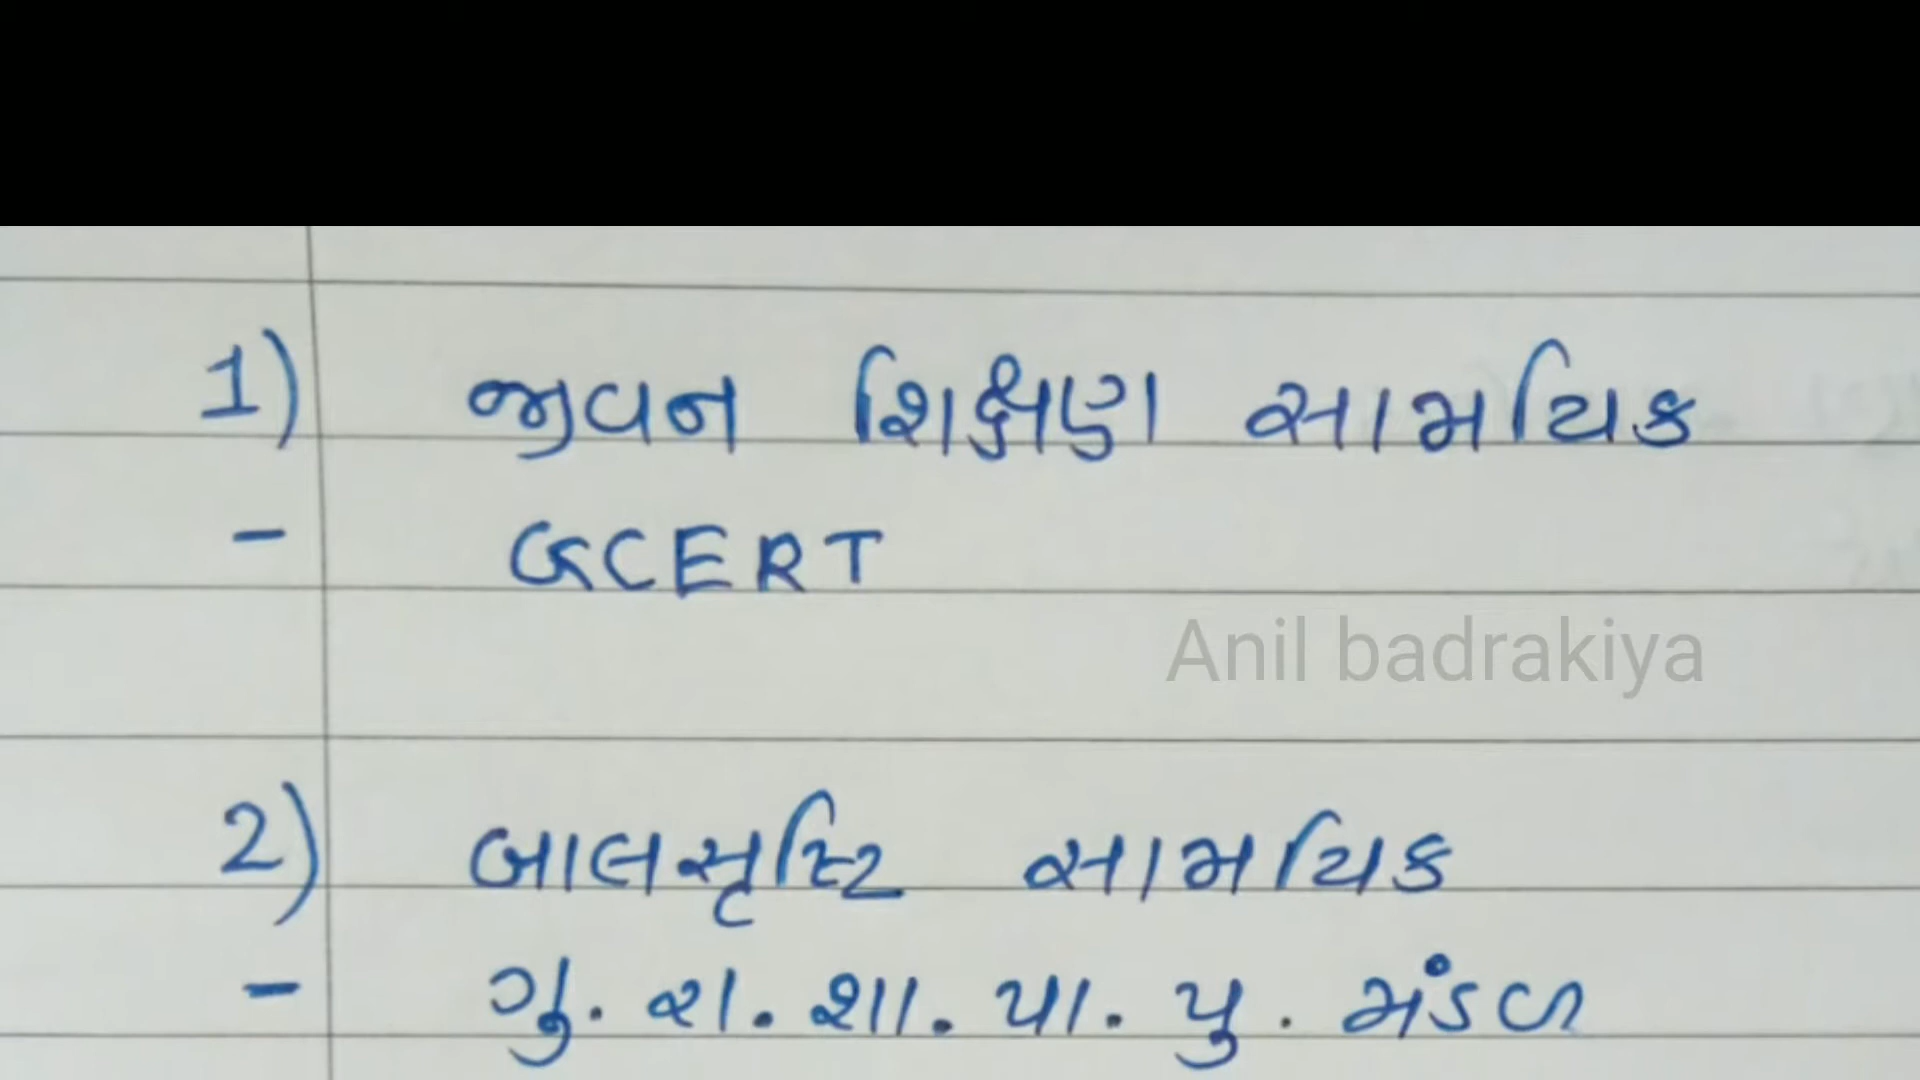 1) જીવન શિક્ષણ સામયિક
- GCERT
Anil badrakiya
2) બાલસૃષ્ટિ સામયિક
- ગુ. રા. શા. પા. પુ. મંડળ